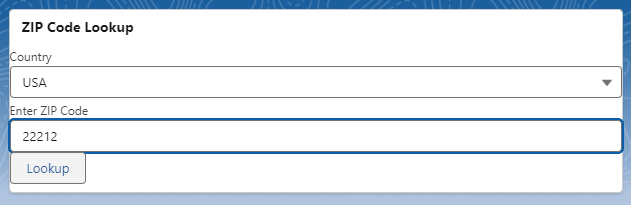 ZIP Code Lookup
Country
USA
Enter ZIP Code
22212
Lookup